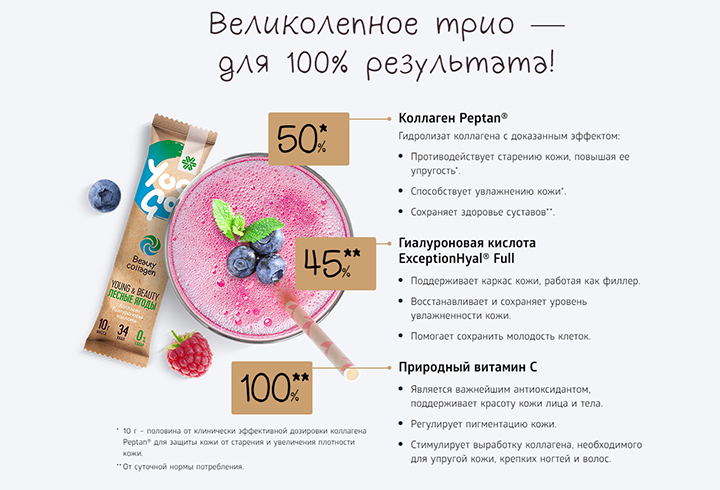 Великолепное трио —
для 100% результата!
50%*
Коллаген Peptan®
Гидролизат коллагена с доказанным эффектом:
• Противодействует старению кожи, повышая ее
упругость*.
• Способствует увлажнению кожи*.
• Сохраняет здоровье суставов**.
45%**
Гиалуроновая кислота
ExceptionHyal® Full
• Поддерживает каркас кожи, работая как филлер.
• Восстанавливает и сохраняет уровень
увлажненности кожи.
• Помогает сохранить молодость клеток.
100%**
Природный витамин С
• Является важнейшим антиоксидантом,
поддерживает красоту кожи лица и тела.
• Регулирует пигментацию кожи.
• Стимулирует выработку коллагена, необходимого
для упругой кожи, крепких ногтей и волос.
Beauty
collagen
YOUNG & BEAUTY
ЛЕСНЫЕ ЯГОДЫ
10г
34
0%
* 10 г – половина от клинически эффективной дозировки коллагена
Peptan® для защиты кожи от старения и увеличения плотности
кожи.
** От суточной нормы потребления.